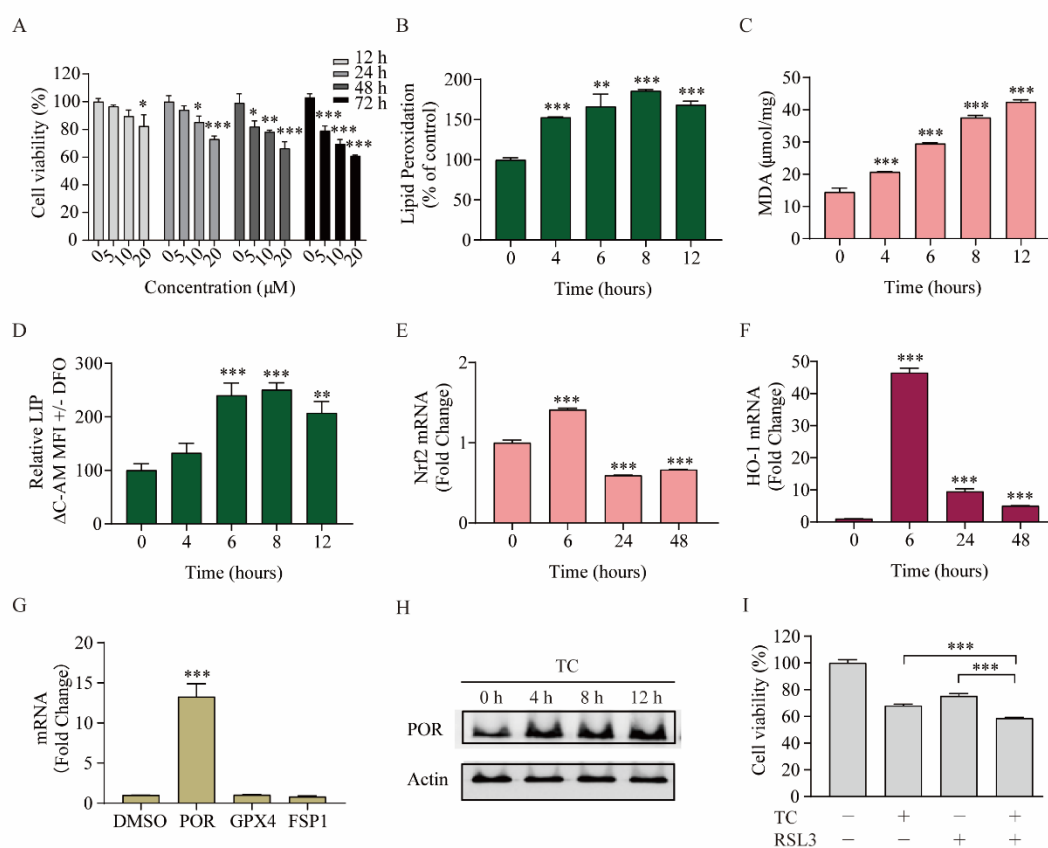 A
12 h
24 h
48 h
72 h
Cell viability (%)
120
100
80
60
40
20
0
*
* ***
* ** ***
*** *** ***
0 5 10 20 0 5 10 20 0 5 10 20 0 5 10 20
Concentration (μM)
B
Lipid Peroxidation
(% of control)
200
150
100
50
0
*** ** *** ***
0 4 6 8 12
Time (hours)
C
MDA (μmol/mg)
50
40
30
20
10
0
*** *** *** ***
0 4 6 8 12
Time (hours)
D
Relative LIP
ΔC-AM MFI +/- DFO
300
200
100
0
*** *** **
0 4 6 8 12
Time (hours)
E
Nrf2 mRNA
(Fold Change)
2
1
0
*** *** ***
0 6 24 48
Time (hours)
F
HO-1 mRNA
(Fold Change)
50
40
30
20
10
0
*** *** ***
0 6 24 48
Time (hours)
G
mRNA
(Fold Change)
20
15
10
5
0
***
DMSO POR GPX4 FSP1
H
TC
0 h 4 h 8 h 12 h
POR
Actin
I
Cell viability (%)
120
100
80
60
40
20
0
***
***
TC − + − +
RSL3 − − + +